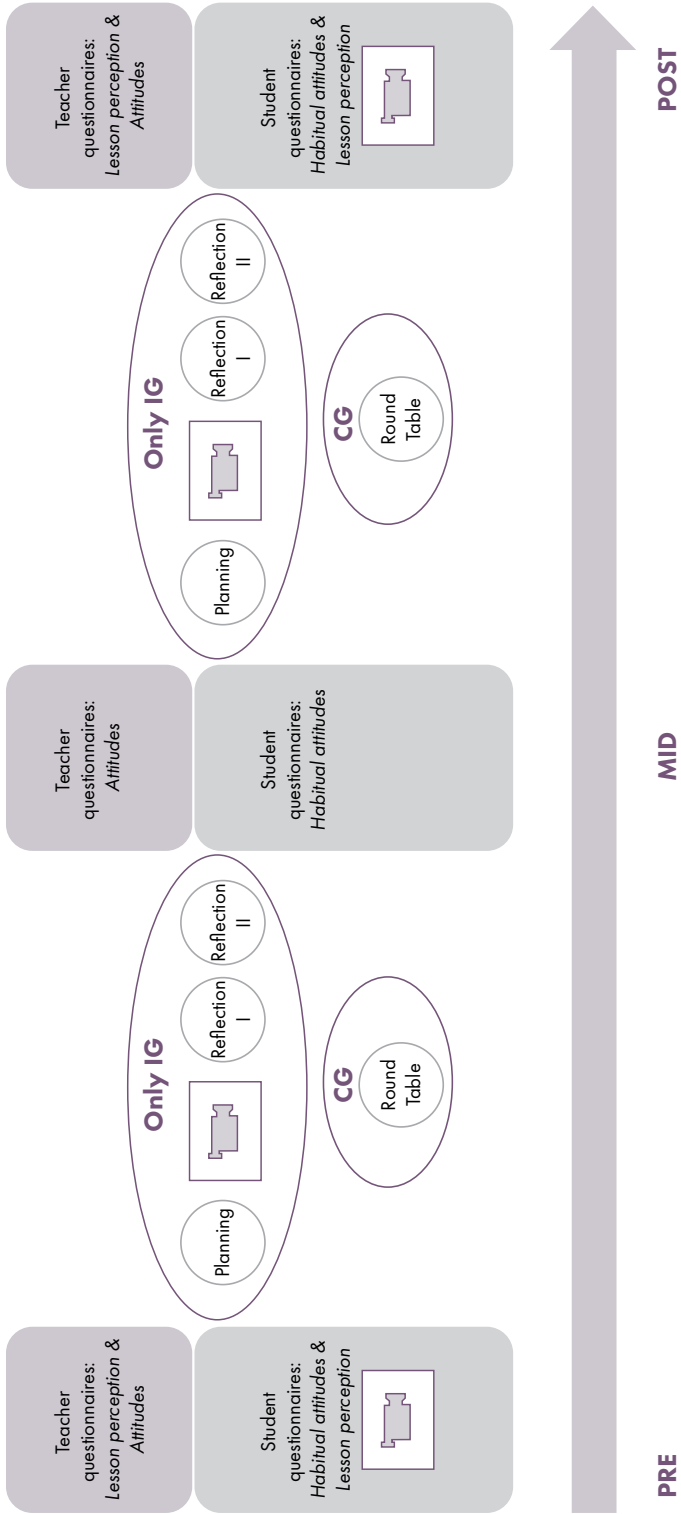 Teacher
questionnaires:
Lesson perception &
Attitudes
Student
questionnaires:
Habitual attitudes &
Lesson perception
Only IG
Planning
Reflection
I
Reflection
II
CG
Round
Table
Teacher
questionnaires:
Attitudes
Student
questionnaires:
Habitual attitudes
Only IG
Planning
Reflection
I
Reflection
II
CG
Round
Table
Teacher
questionnaires:
Lesson perception &
Attitudes
Student
questionnaires:
Habitual attitudes &
Lesson perception
PRE
MID
POST